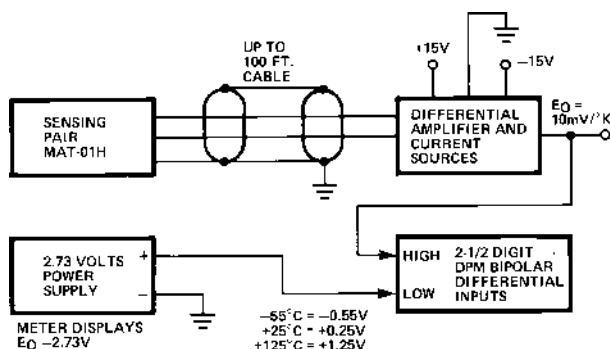 UP TO
100 FT.
CABLE
+15V
−15V
SENSING
PAIR
MAT-01H
DIFFERENTIAL
AMPLIFIER AND
CURRENT
SOURCES
EO =
10mV/°K
2.73 VOLTS
POWER
SUPPLY
+
−
HIGH
LOW
2-1/2 DIGIT
DPM BIPOLAR
DIFFERENTIAL
INPUTS
METER DISPLAYS
EO −2.73V
−55°C = −0.55V
+25°C = +0.25V
+125°C = +1.25V